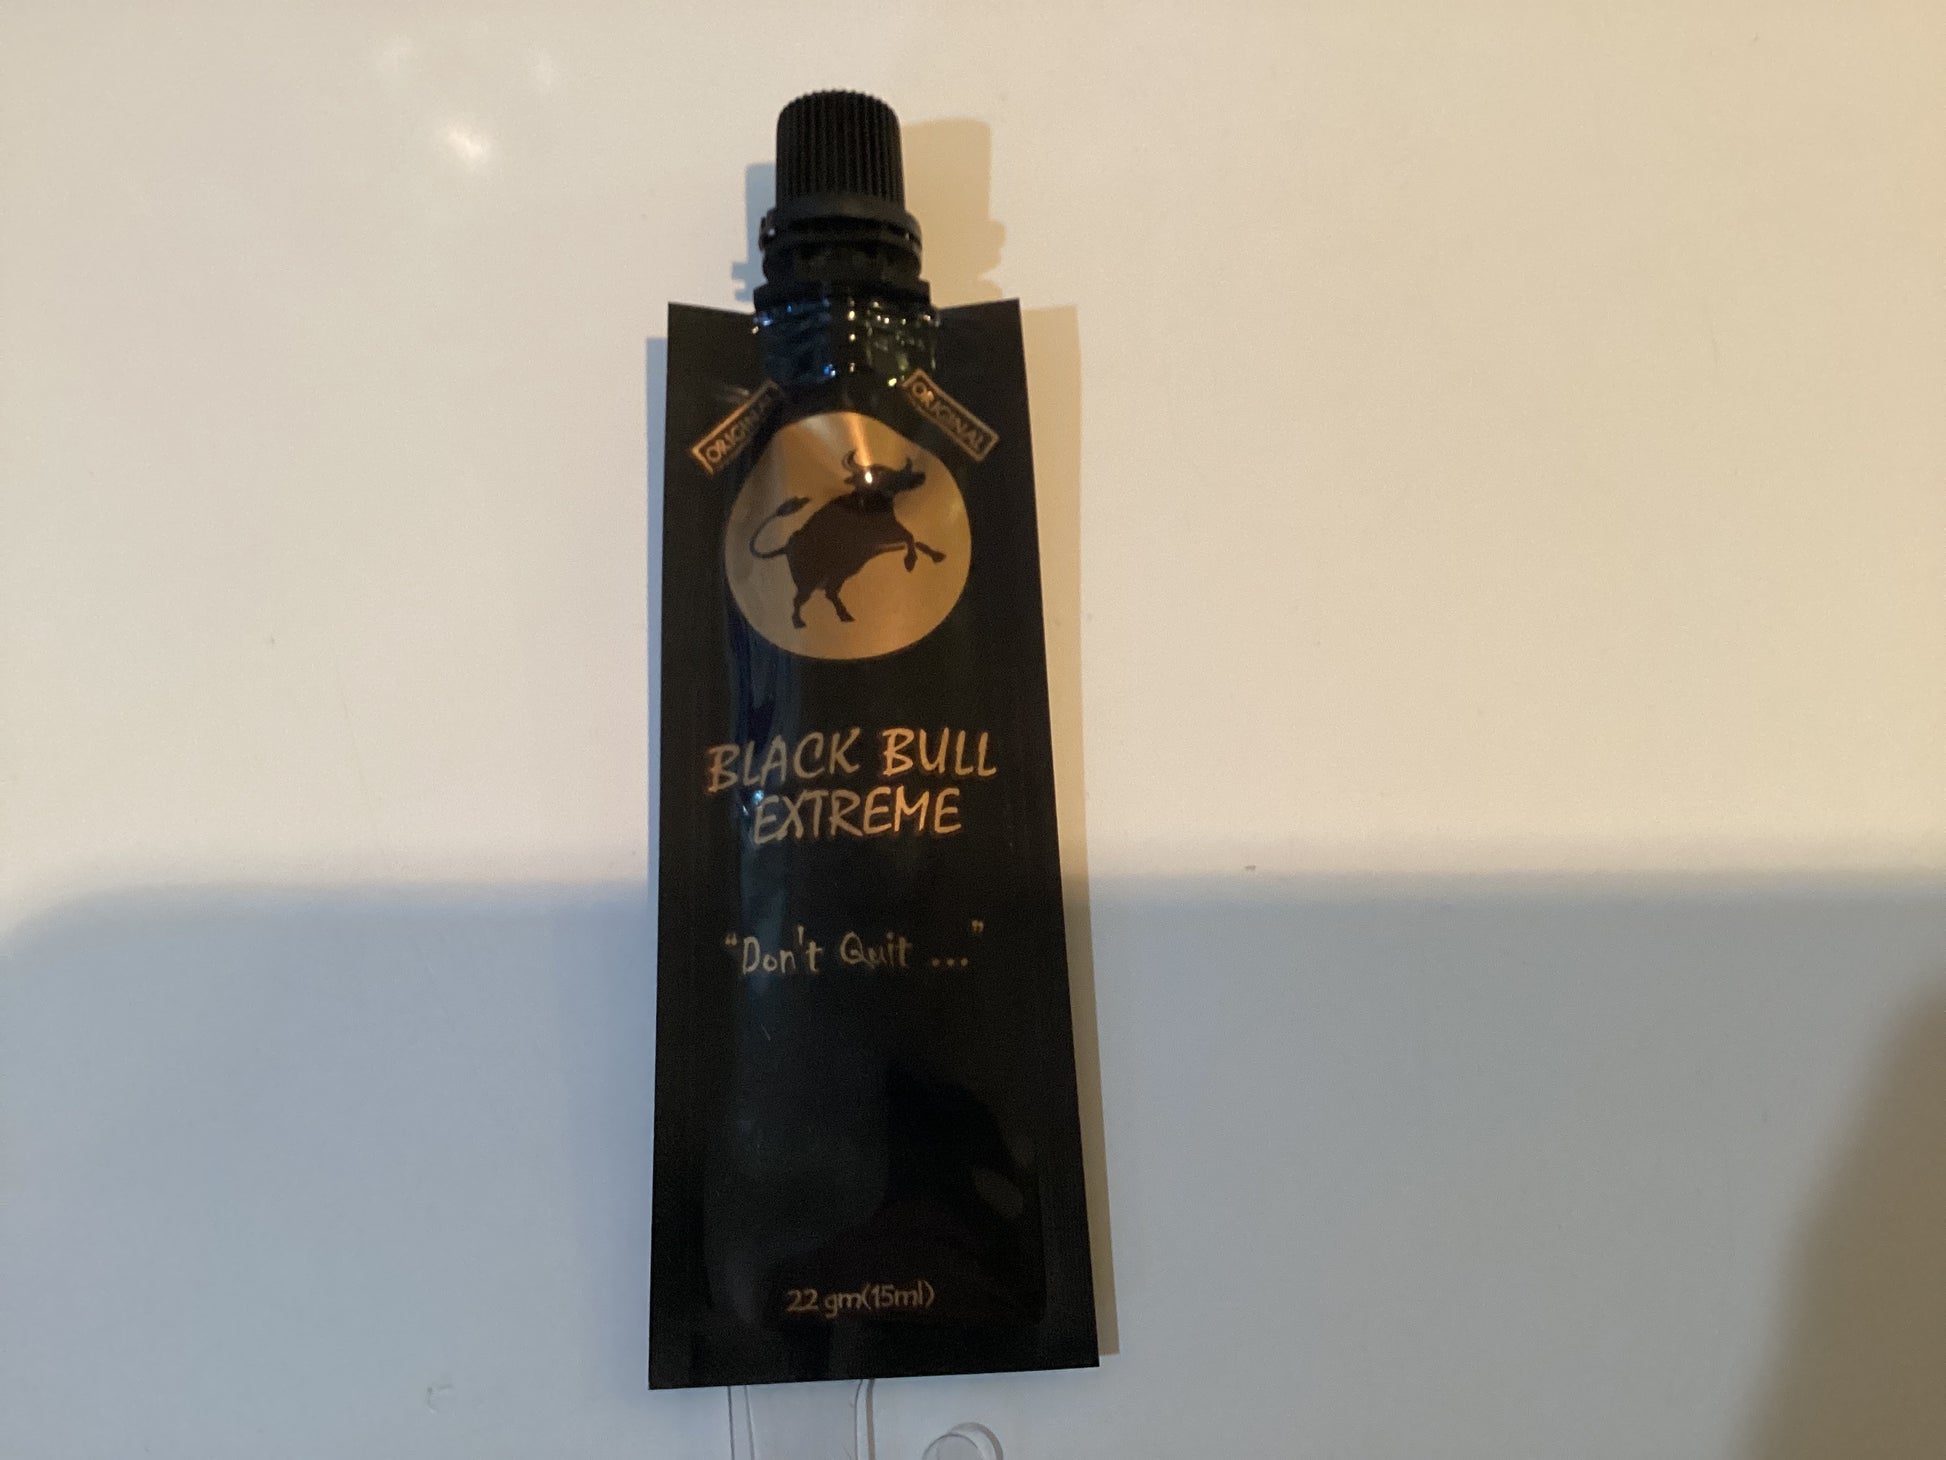 ORIGINAL
ORIGINAL
BLACK BULL
EXTREME
"Don't Quit ..."
22 gm(15ml)